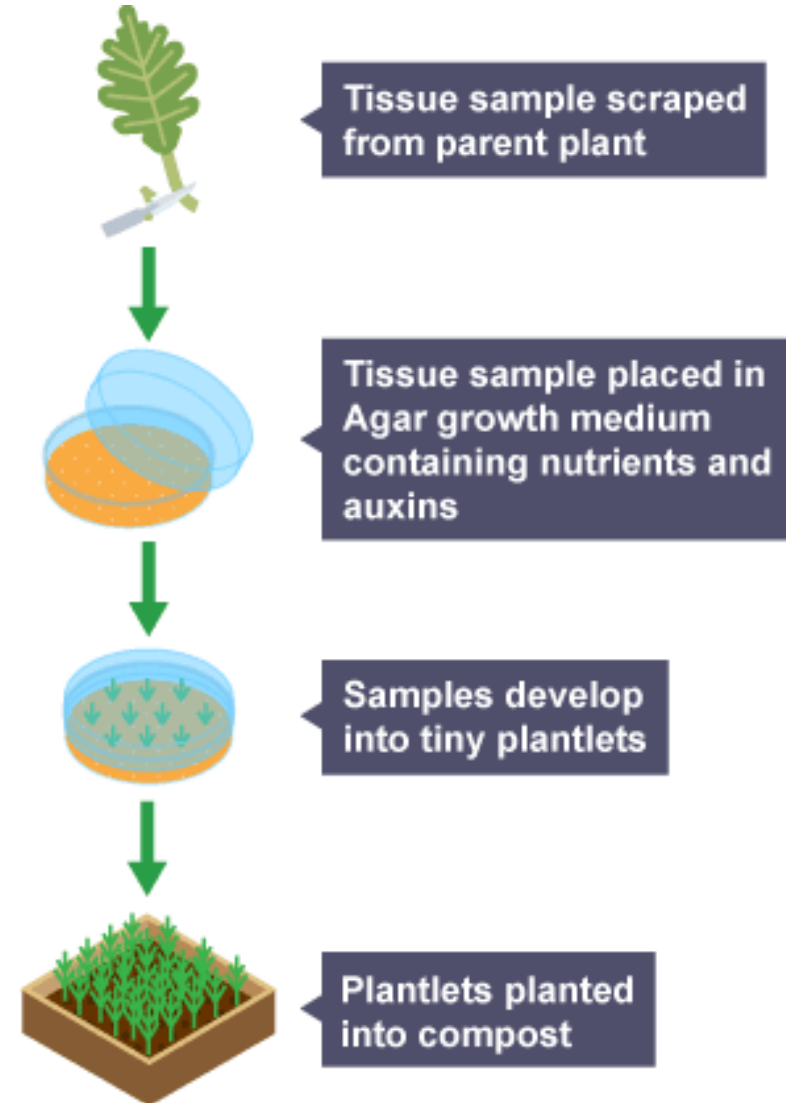 Tissue sample scraped
from parent plant
Tissue sample placed in
Agar growth medium
containing nutrients and
auxins
Samples develop
into tiny plantlets
Plantlets planted
into compost